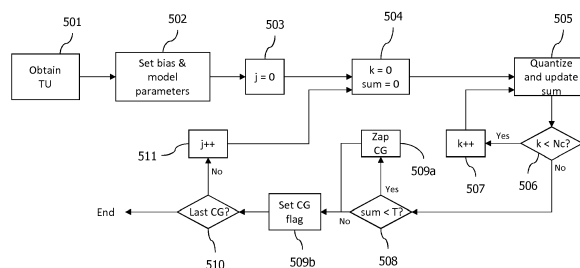 501
502
503
504
505
Obtain
TU
Set bias &
model
parameters
j = 0
k = 0
sum = 0
Quantize
and update
sum
511
j++
Zap
CG
509a
k++
507
Yes
k < Nc?
506
No
No
Yes
End
Last CG?
510
Set CG
flag
509b
No
sum < T?
508